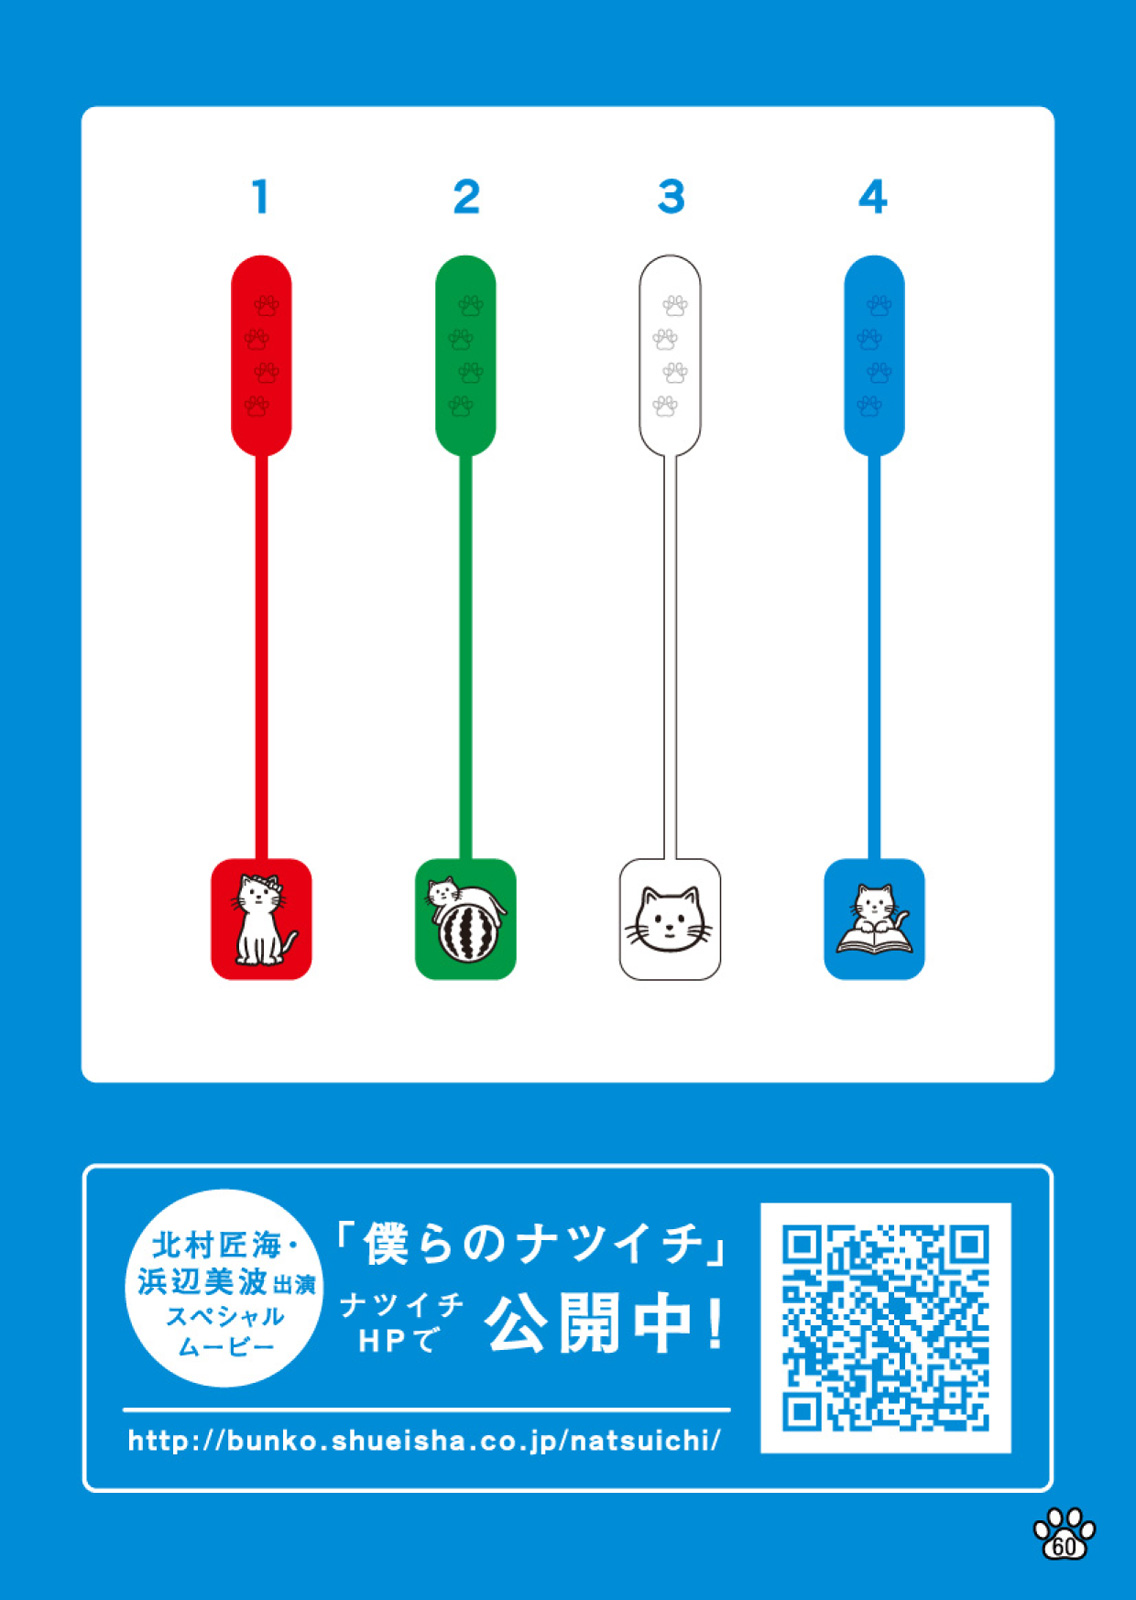 1 2 3 4
北村匠海・
浜辺美波出演
スペシャル
ムービー
「僕らのナツイチ」
ナツイチ
HPで
公開中!
http://bunko.shueisha.co.jp/natsuichi/
60